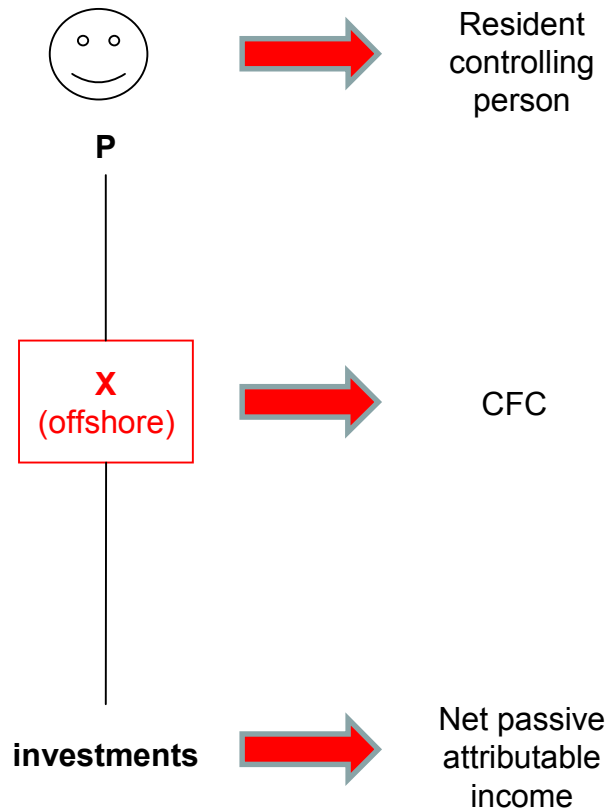 Resident
controlling
person
P
X
(offshore)
CFC
investments
Net passive
attributable
income